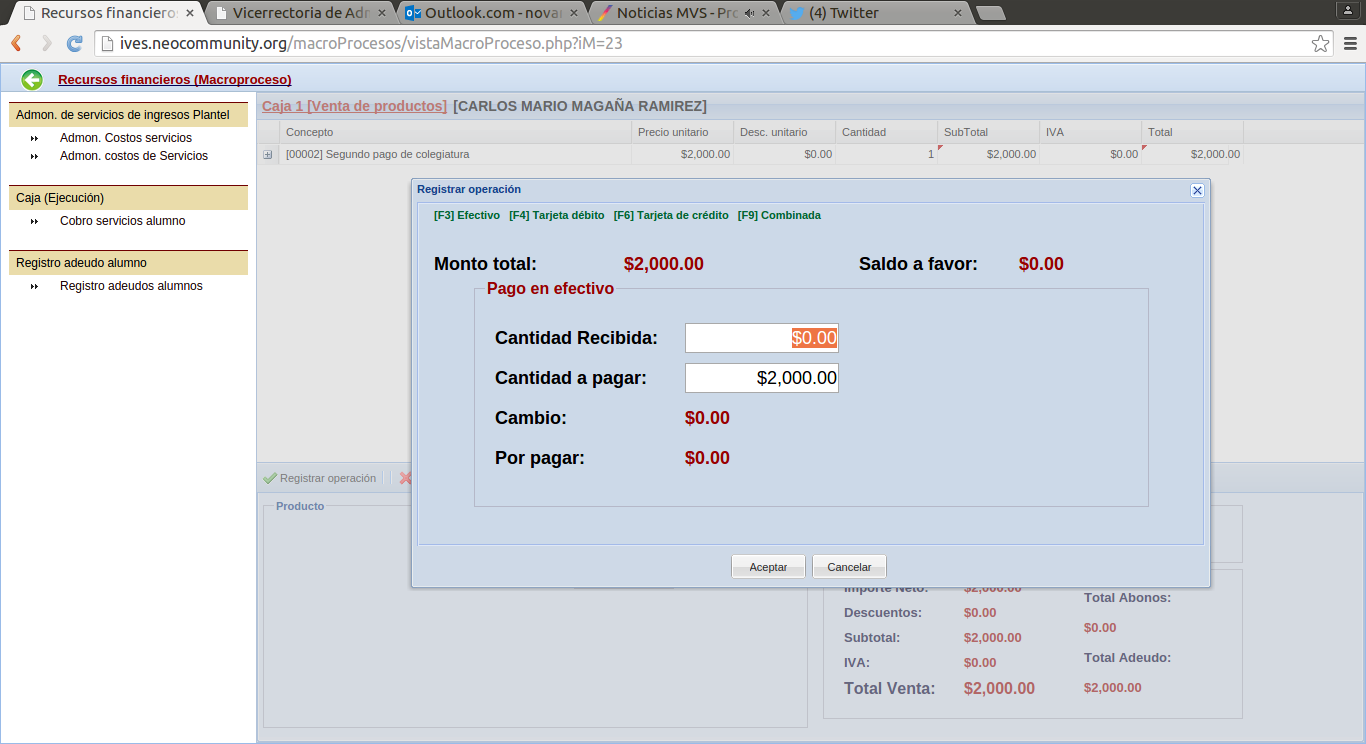 Recursos financieros
Vicerrectoria de Adr
Outlook.com - novar
Noticias MVS - Pro
(4) Twitter
ives.neocommunity.org/macroProcesos/vistaMacroProceso.php?iM=23
Recursos financieros (Macroproceso)
Admon. de servicios de ingresos Plantel
Admon. Costos servicios
Admon. costos de Servicios
Caja (Ejecución)
Cobro servicios alumno
Registro adeudo alumno
Registro adeudos alumnos
Caja 1 [Venta de productos] [CARLOS MARIO MAGAÑA RAMIREZ]
Concepto Precio unitario Desc. unitario Cantidad SubTotal IVA Total
[00002] Segundo pago de colegiatura $2,000.00 $0.00 1 $2,000.00 $0.00 $2,000.00
Registrar operación
[F3] Efectivo [F4] Tarjeta débito [F6] Tarjeta de crédito [F9] Combinada
Monto total: $2,000.00 Saldo a favor: $0.00
Pago en efectivo
Cantidad Recibida: $0.00
Cantidad a pagar: $2,000.00
Cambio: $0.00
Por pagar: $0.00
Aceptar Cancelar
Registrar operación
Producto
Importe Neto: $2,000.00
Descuentos: $0.00
Subtotal: $2,000.00
IVA: $0.00
Total Venta: $2,000.00
Total Abonos:
$0.00
Total Adeudo:
$2,000.00